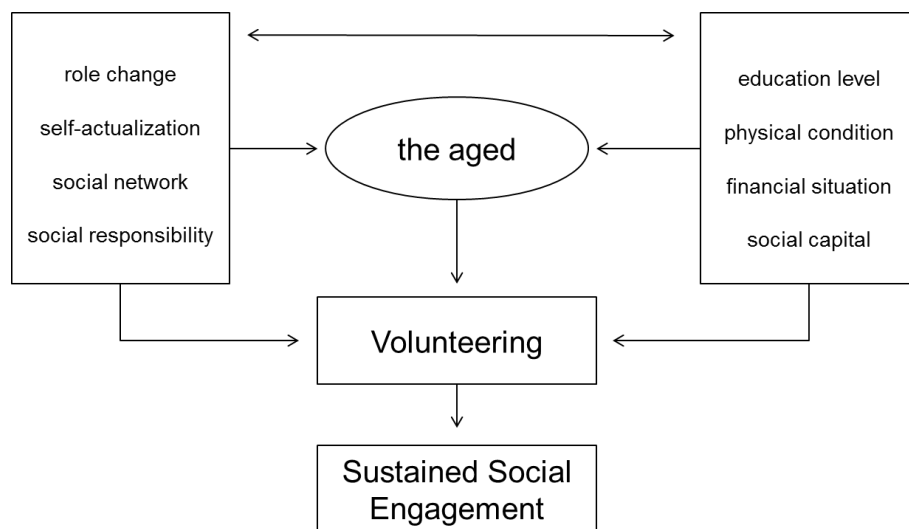 role change
self-actualization
social network
social responsibility
the aged
education level
physical condition
financial situation
social capital
Volunteering
Sustained Social
Engagement